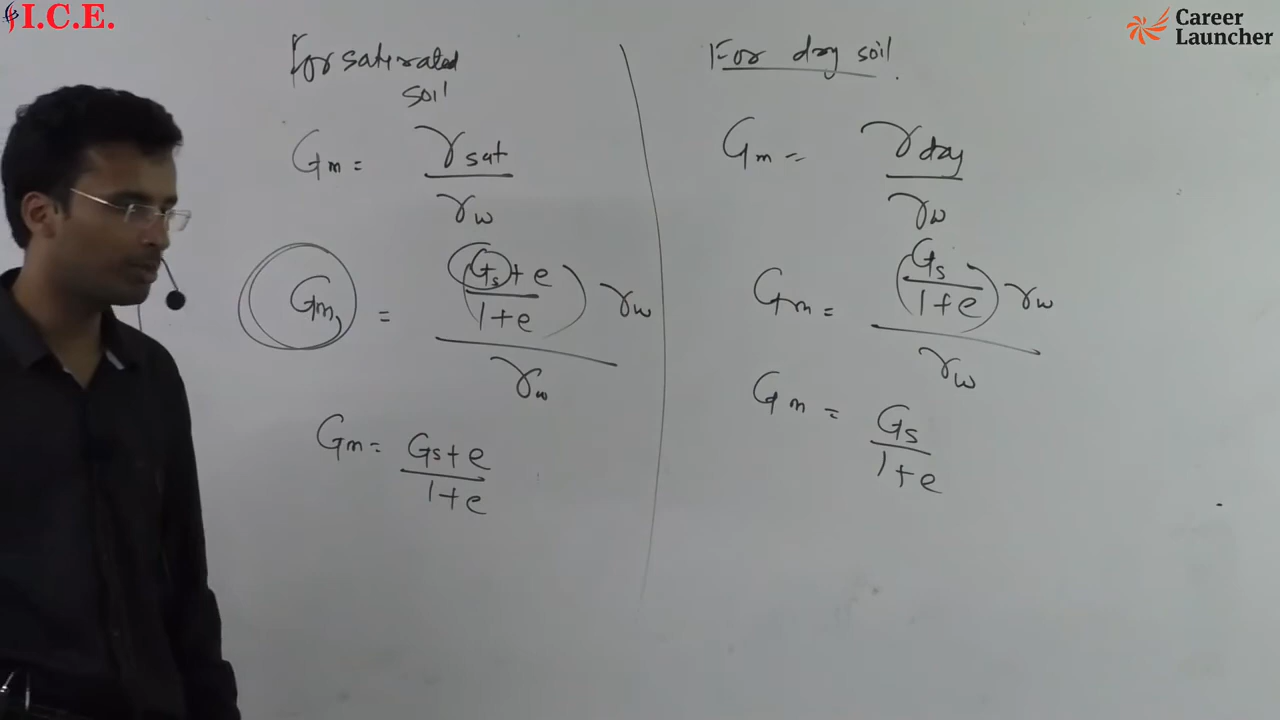 I.C.E.
Career
Launcher
For saturated
soil
Gm = γsat
γw
Gm, = (Gs + e) γw
1+e
γw
Gm = Gs+e
1+e
For dry soil
Gm = γdry
γw
Gm = (Gs) γw
1+e
γw
Gm = Gs
1+e